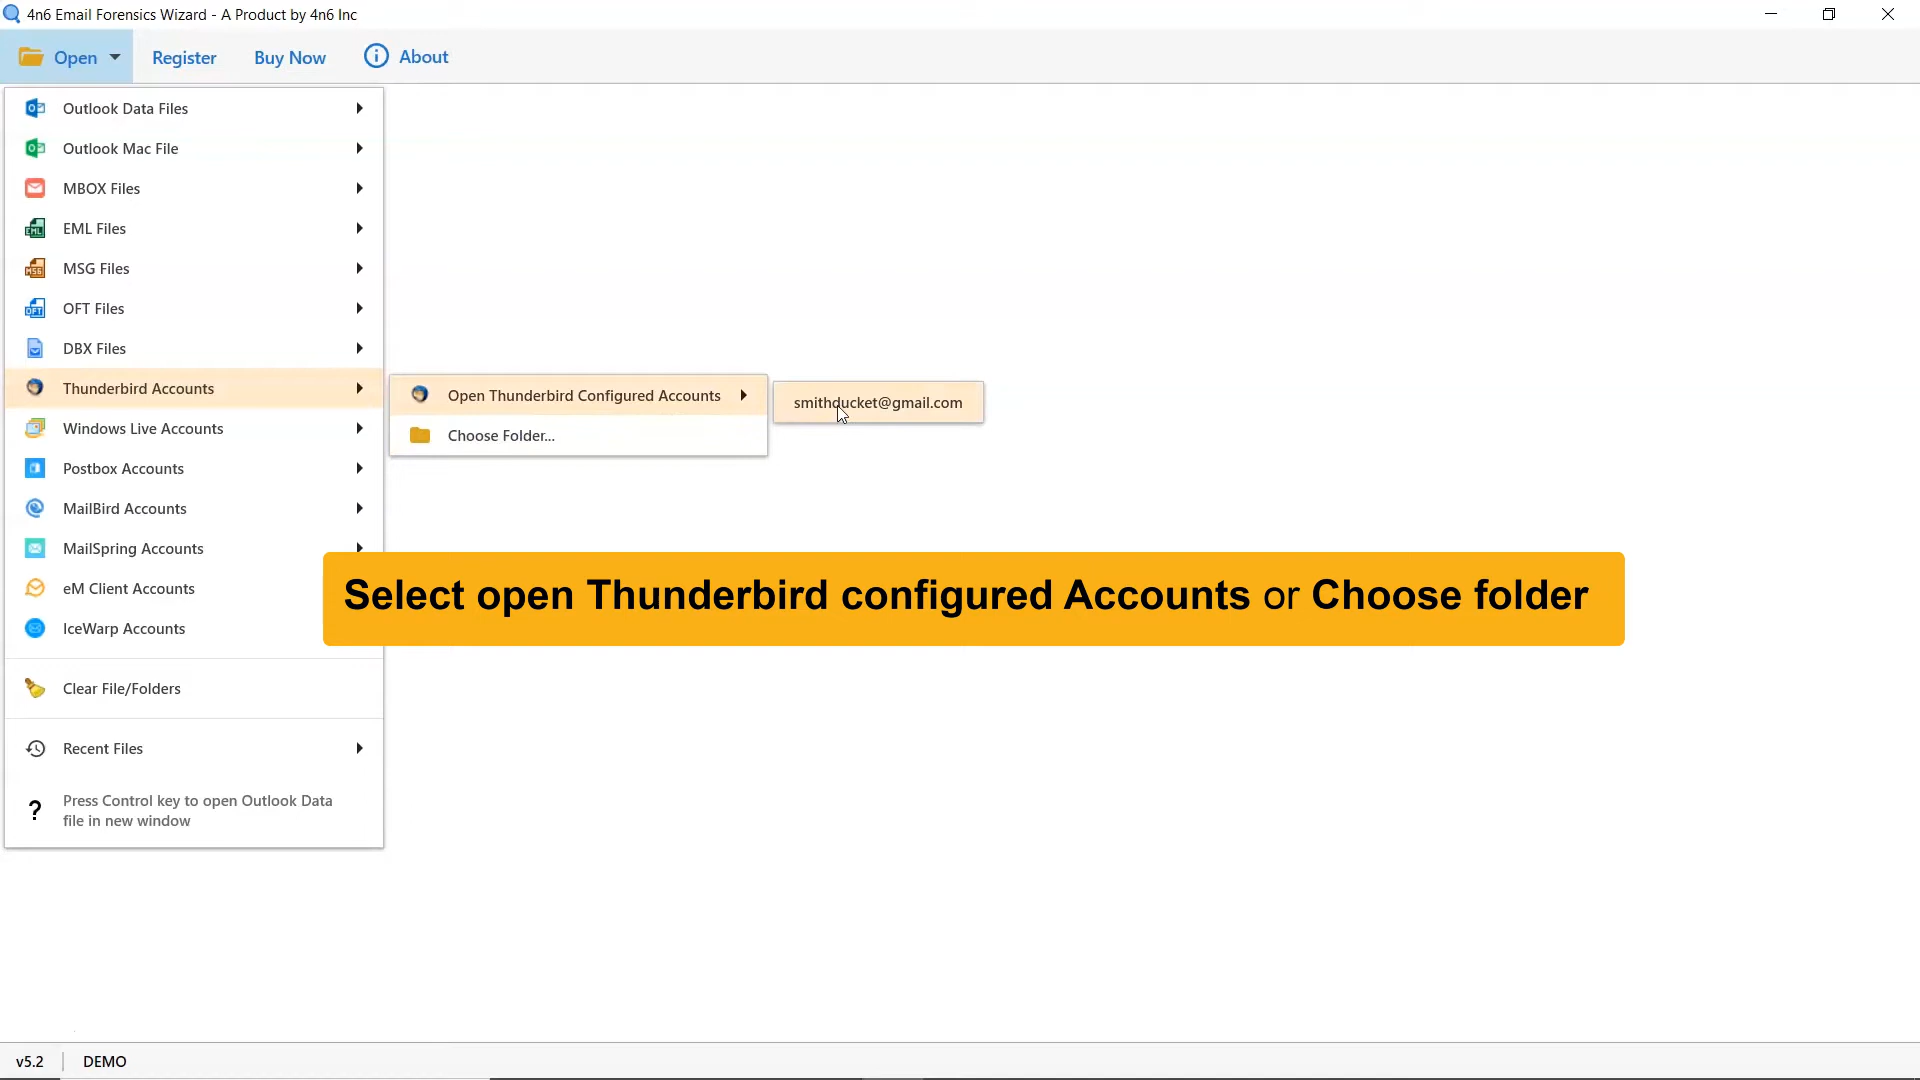 4n6 Email Forensics Wizard - A Product by 4n6 Inc
Open
Register
Buy Now
About
Outlook Data Files
Outlook Mac File
MBOX Files
EML Files
MSG Files
OFT Files
DBX Files
Thunderbird Accounts
Open Thunderbird Configured Accounts
smithducket@gmail.com
Choose Folder...
Windows Live Accounts
Postbox Accounts
MailBird Accounts
MailSpring Accounts
eM Client Accounts
IceWarp Accounts
Select open Thunderbird configured Accounts or Choose folder
Clear File/Folders
Recent Files
? Press Control key to open Outlook Data
file in new window
v5.2
DEMO